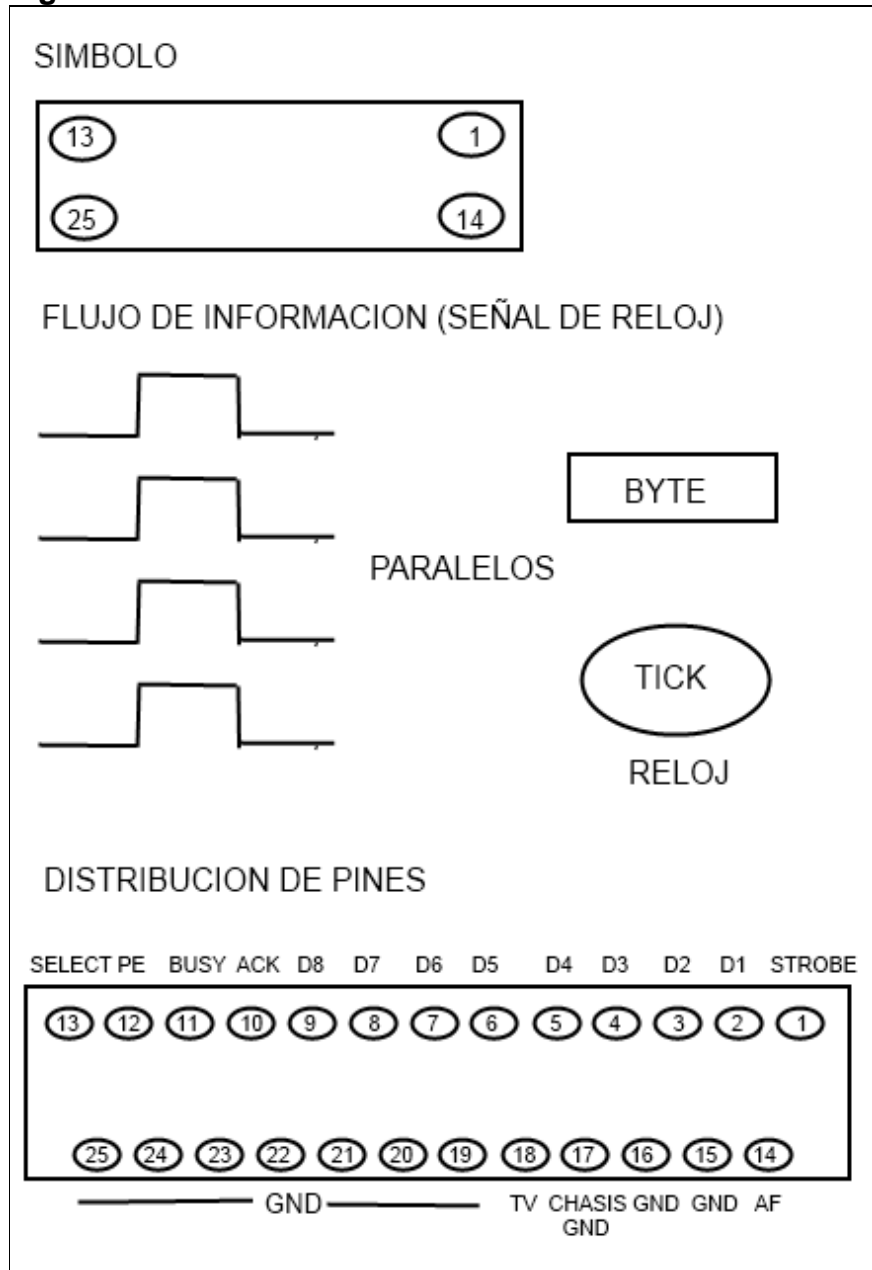 SIMBOLO
13 1
25 14
FLUJO DE INFORMACION (SEÑAL DE RELOJ)
BYTE
PARALELOS
TICK
RELOJ
DISTRIBUCION DE PINES
SELECT PE BUSY ACK D8 D7 D6 D5 D4 D3 D2 D1 STROBE
13 12 11 10 9 8 7 6 5 4 3 2 1
25 24 23 22 21 20 19 18 17 16 15 14
GND TV CHASIS GND GND AF
GND